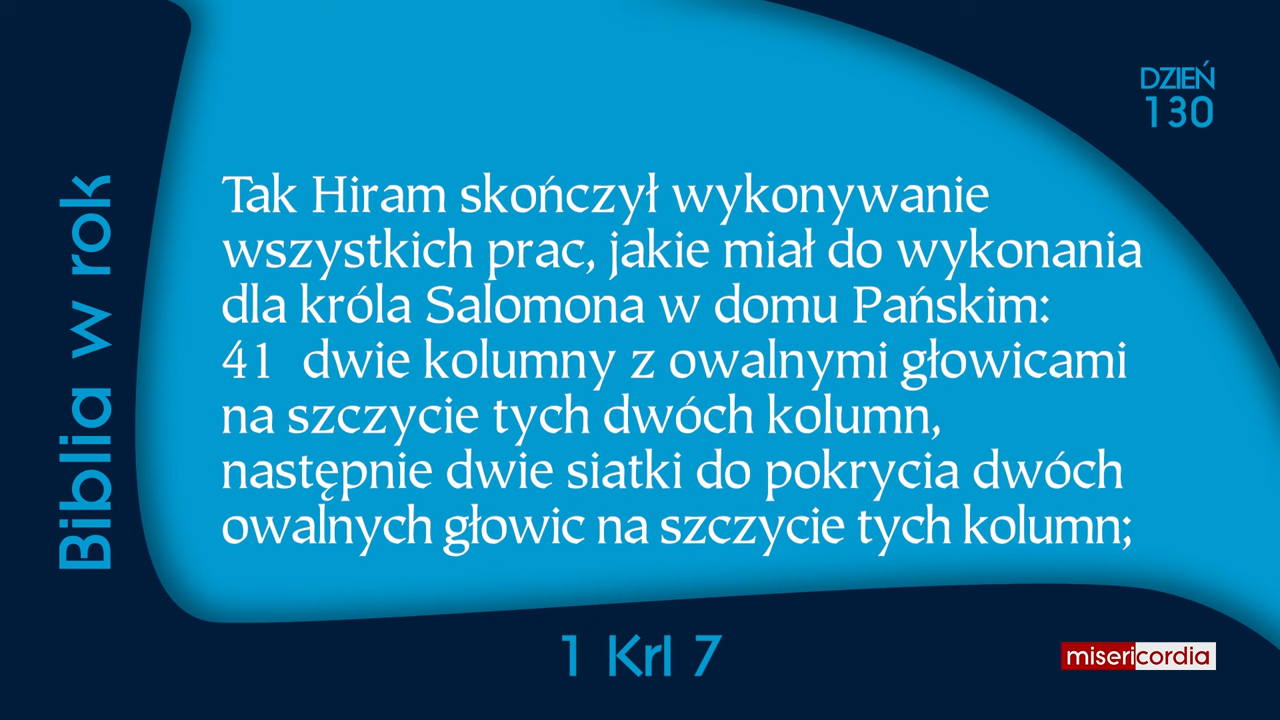 DZIEŃ
130
Biblia w rok
Tak Hiram skończył wykonywanie
wszystkich prac, jakie miał do wykonania
dla króla Salomona w domu Pańskim:
41 dwie kolumny z owalnymi głowicami
na szczycie tych dwóch kolumn,
następnie dwie siatki do pokrycia dwóch
owalnych głowic na szczycie tych kolumn;
1 Krl 7
misericordia